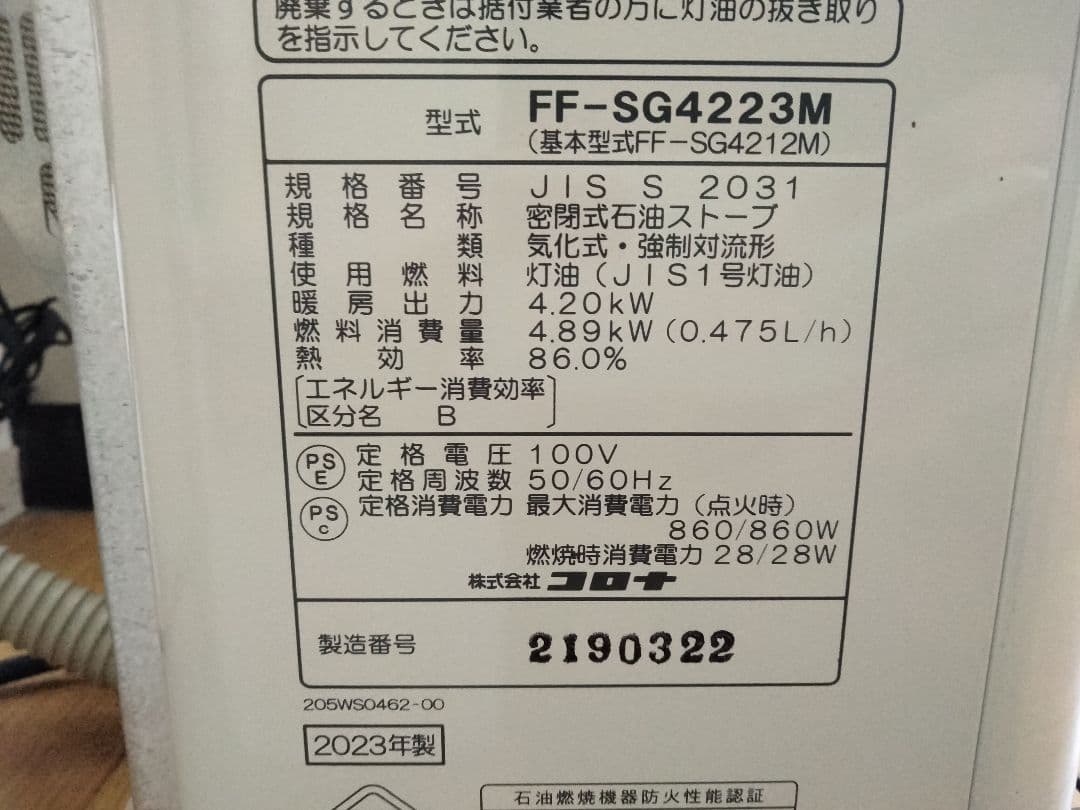 廃棄するときは据付業者の方に灯油の抜き取り
を指示してください。
型式 FF-SG4223M
(基本型式FF-SG4212M)
規格番号 JIS S 2031
規格名称 密閉式石油ストーブ
種類 気化式・強制対流形
使用燃料 灯油(JIS1号灯油)
暖房出力 4.20kW
燃料消費量 4.89kW(0.475L/h)
熱効率 86.0%
エネルギー消費効率
区分名 B
PS E 定格電圧 100V
定格周波数 50/60Hz
PS C 定格消費電力 最大消費電力(点火時)
860/860W
燃焼時消費電力 28/28W
株式会社 コロナ
製造番号 2190322
205WS0462-00
2023年製
石油燃焼機器防火性能認証